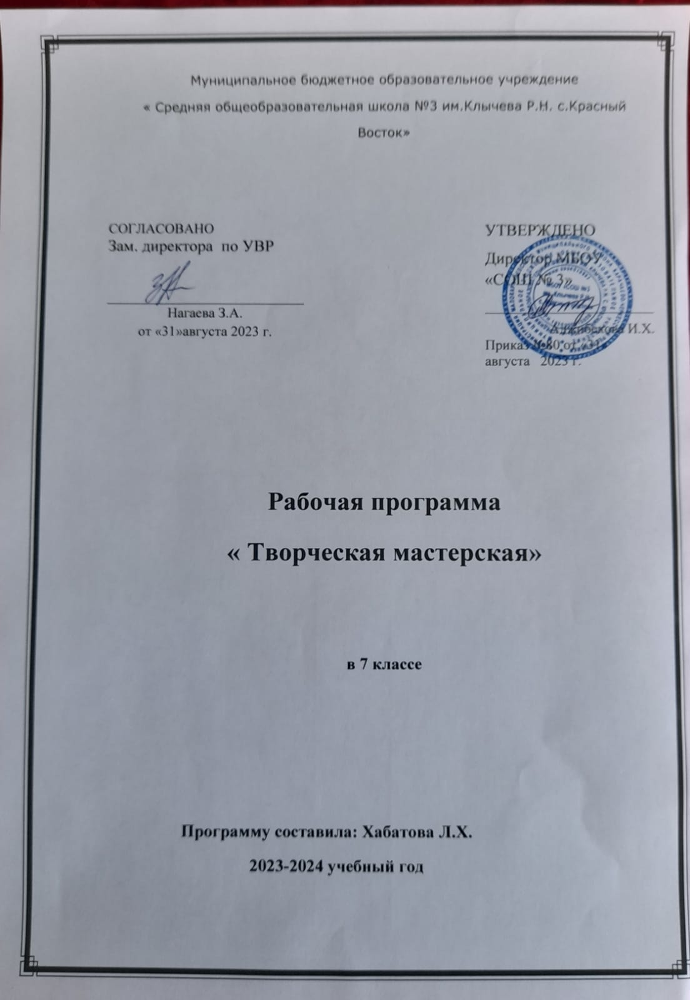 Муниципальное бюджетное образовательное учреждение
« Средняя общеобразовательная школа №3 им.Клычева Р.Н. с.Красный
Восток»
СОГЛАСОВАНО
Зам. директора по УВР
Нагаева З.А.
от «31»августа 2023 г.
УТВЕРЖДЕНО
Директор МБОУ
«СОШ № 3»
И.Х.
Приказ №80 от «31
августа 2023 г.
Рабочая программа
« Творческая мастерская»
в 7 классе
Программу составила: Хабатова Л.Х.
2023-2024 учебный год